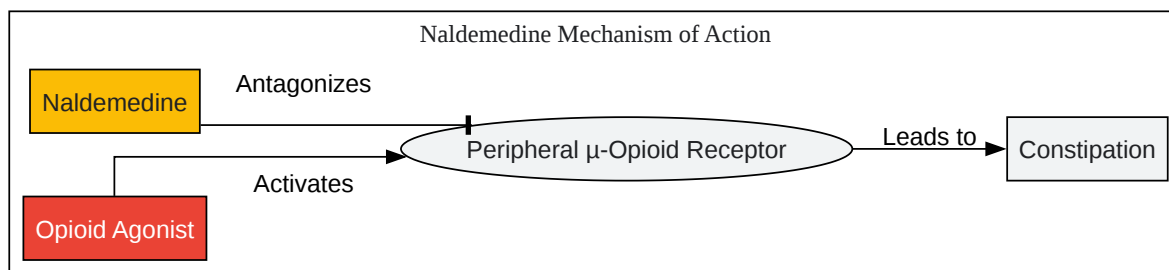 Naldemedine Mechanism of Action
Naldemedine
Antagonizes
Peripheral µ-Opioid Receptor
Leads to
Constipation
Activates
Opioid Agonist